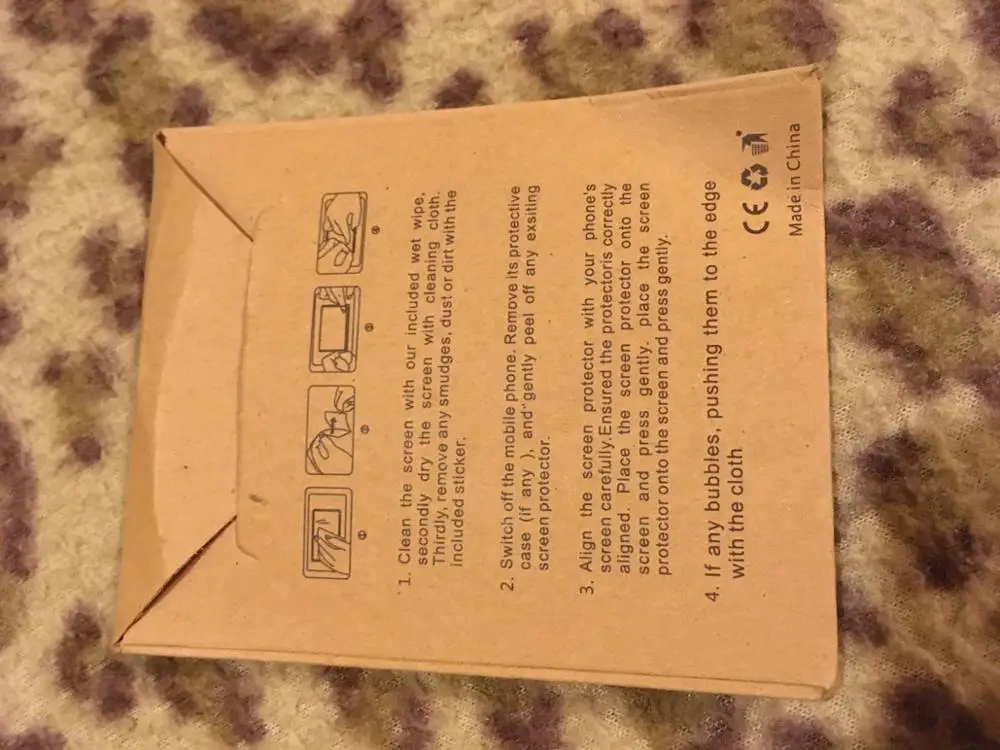 ① ② ③ ④
1. Clean the screen with our included wet wipe,
secondly dry the screen with cleaning cloth.
Thirdly, remove any smudges, dust or dirt with the
included sticker.
2. Switch off the mobile phone. Remove its protective
case (if any ), and gently peel off any exsiting
screen protector.
3. Align the screen protector with your phone's
screen carefully.Ensured the protectoris correctly
aligned. Place the screen protector onto the
screen and press gently. place the screen
protector onto the screen and press gently.
4. If any bubbles, pushing them to the edge
with the cloth
CE
Made in China